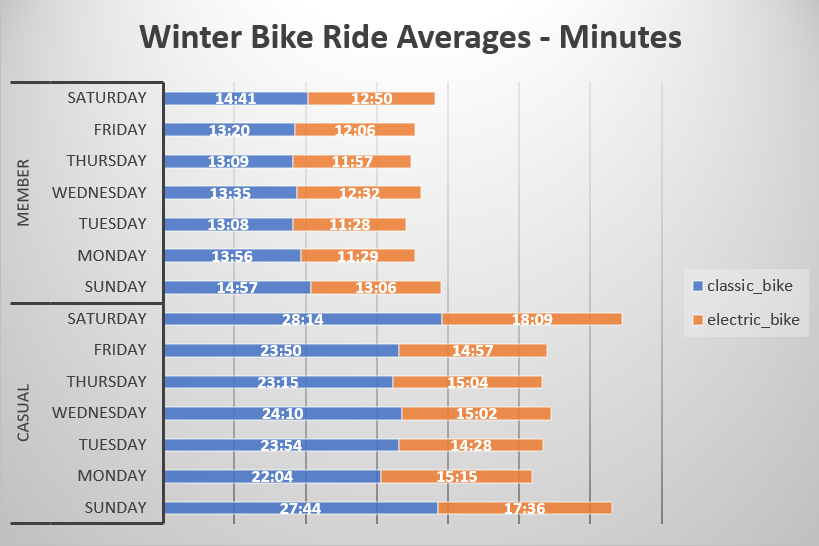 Winter Bike Ride Averages - Minutes
MEMBER
SATURDAY 14:41 12:50
FRIDAY 13:20 12:06
THURSDAY 13:09 11:57
WEDNESDAY 13:35 12:32
TUESDAY 13:08 11:28
MONDAY 13:56 11:29
SUNDAY 14:57 13:06
CASUAL
SATURDAY 28:14 18:09
FRIDAY 23:50 14:57
THURSDAY 23:15 15:04
WEDNESDAY 24:10 15:02
TUESDAY 23:54 14:28
MONDAY 22:04 15:15
SUNDAY 27:44 17:36
classic_bike
electric_bike